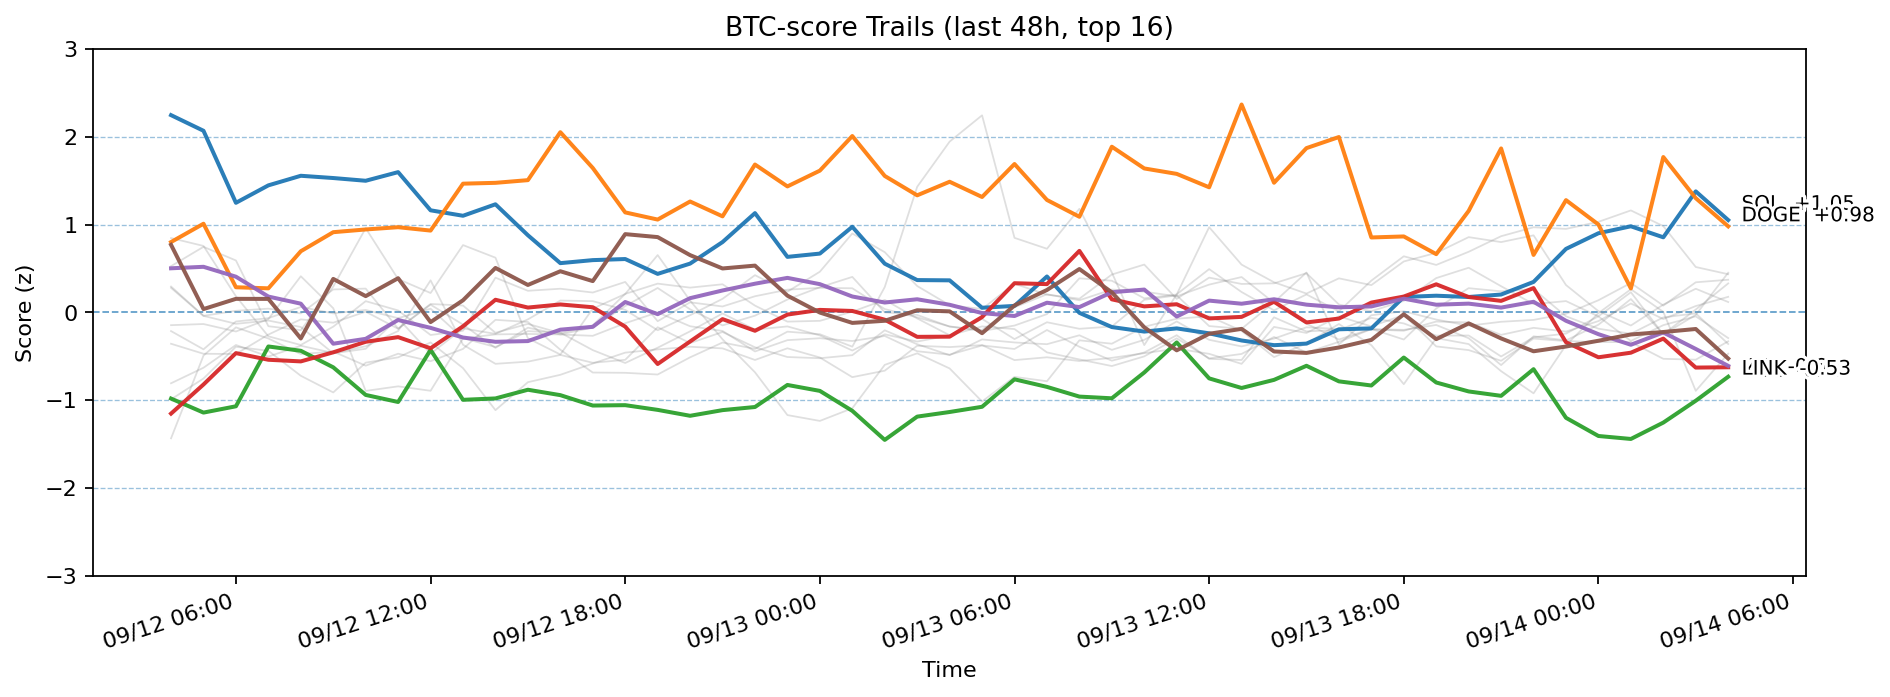 BTC-score Trails (last 48h, top 16)
Score (z)
3
2
1
0
−1
−2
−3
SOL +1.05
DOGE +0.98
LINK -0.53
09/12 06:00
09/12 12:00
09/12 18:00
09/13 00:00
09/13 06:00
09/13 12:00
09/13 18:00
09/14 00:00
09/14 06:00
Time